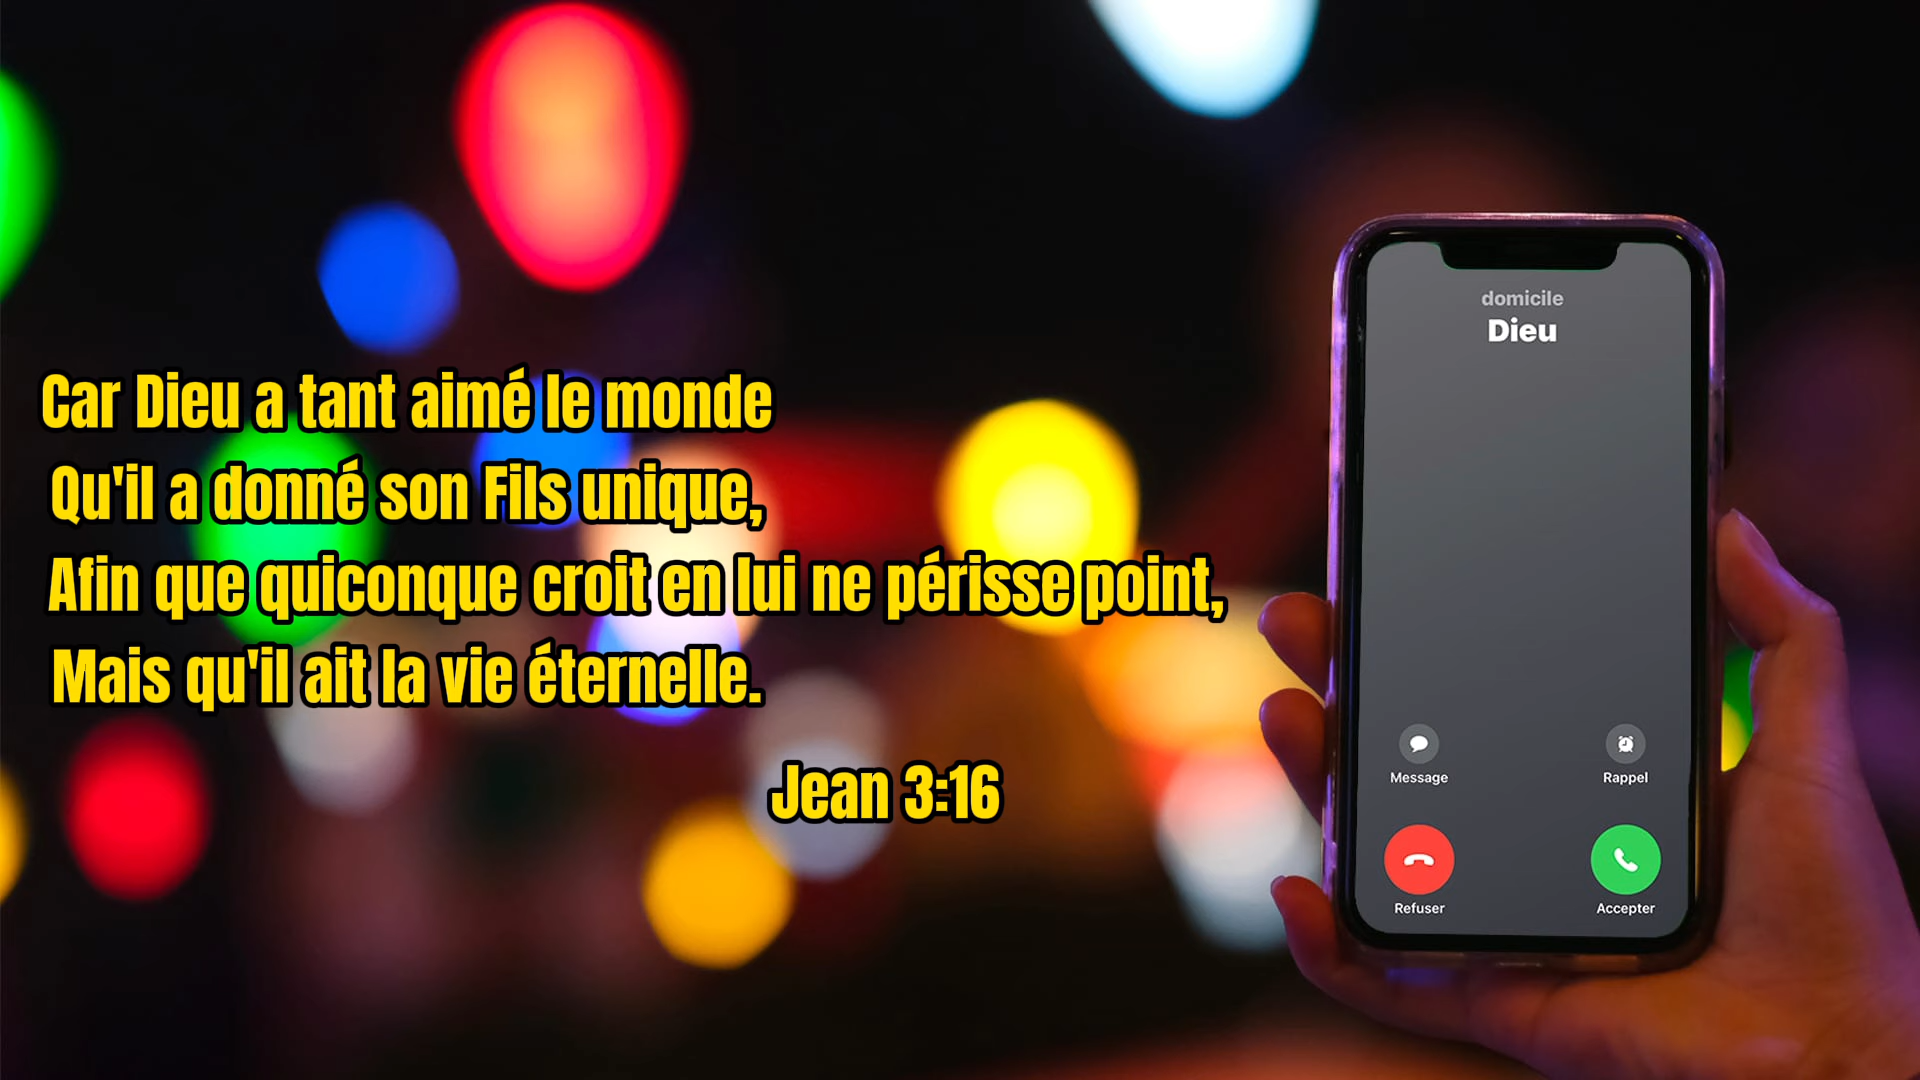 Car Dieu a tant aimé le monde
Qu'il a donné son Fils unique,
Afin que quiconque croit en lui ne périsse point,
Mais qu'il ait la vie éternelle.
Jean 3:16
domicile
Dieu
Message
Rappel
Refuser
Accepter